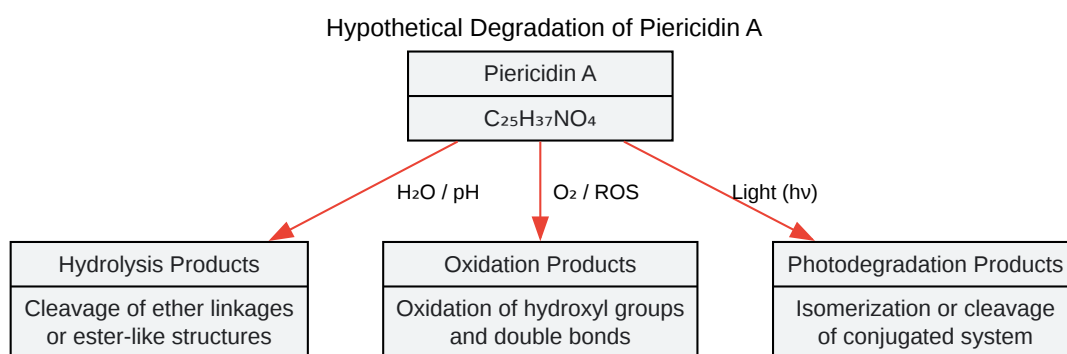 Hypothetical Degradation of Piericidin A
Piericidin A
C₂₅H₃₇NO₄
H₂O / pH
O₂ / ROS
Light (hν)
Hydrolysis Products
Cleavage of ether linkages
or ester-like structures
Oxidation Products
Oxidation of hydroxyl groups
and double bonds
Photodegradation Products
Isomerization or cleavage
of conjugated system